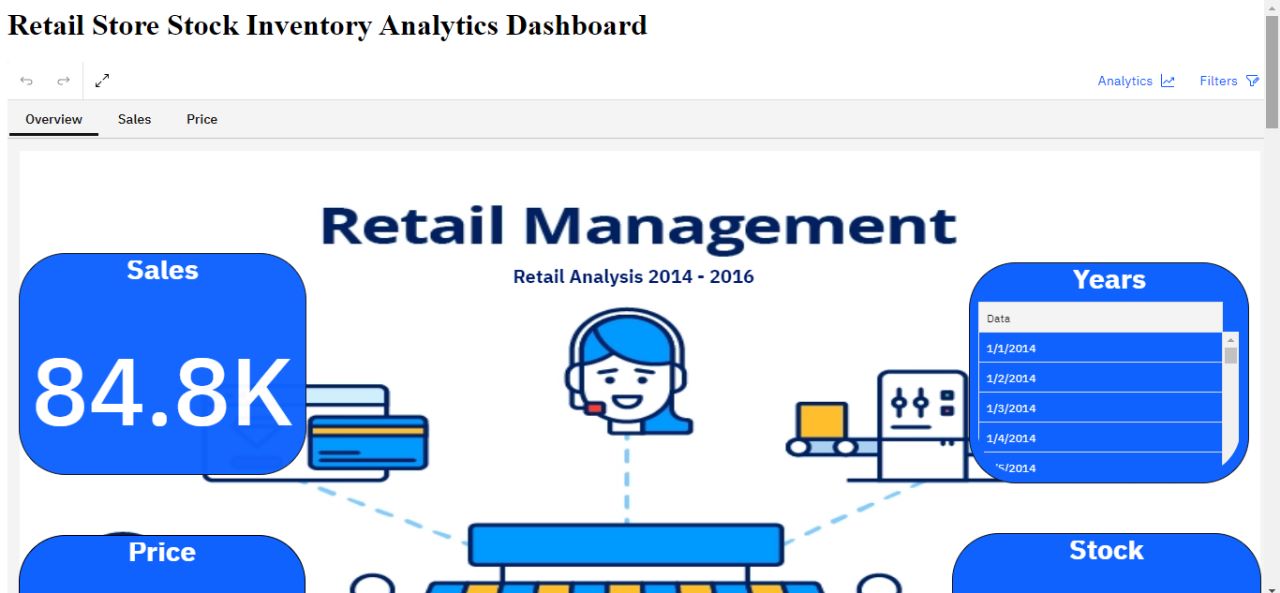 Retail Store Stock Inventory Analytics Dashboard
Analytics
Filters
Overview
Sales
Price
Retail Management
Retail Analysis 2014 - 2016
Sales
84.8K
Years
Data
1/1/2014
1/2/2014
1/3/2014
1/4/2014
/5/2014
Price
Stock